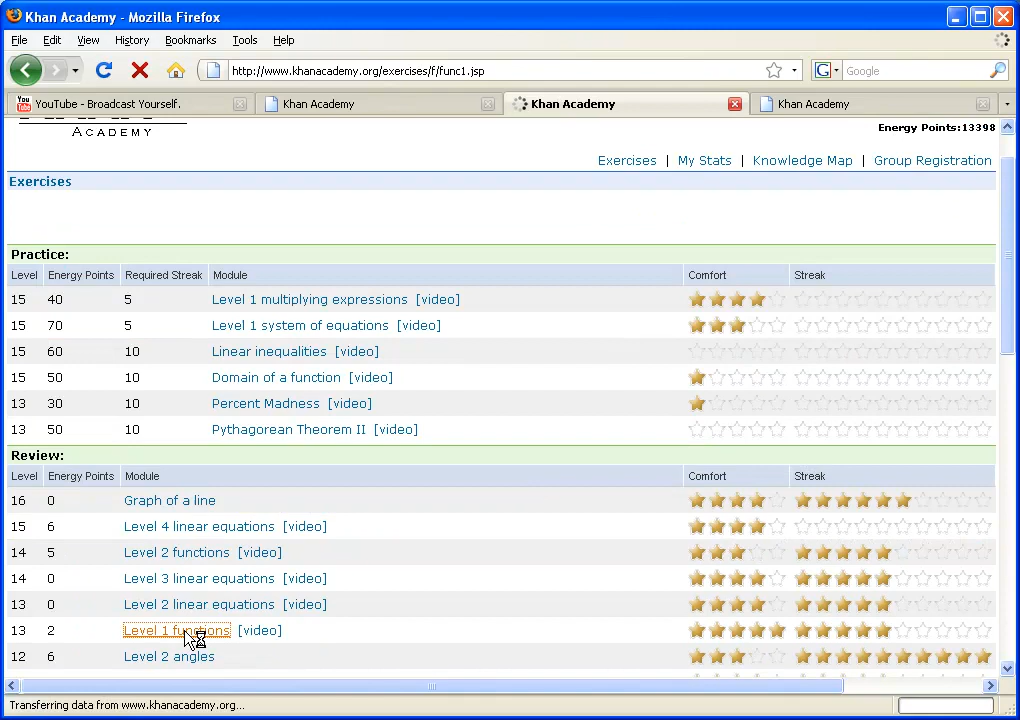 Khan Academy - Mozilla Firefox
File Edit View History Bookmarks Tools Help
http://www.khanacademy.org/exercises/f/func1.jsp
G Google
You Tube YouTube - Broadcast Yourself. Khan Academy Khan Academy Khan Academy
ACADEMY
Energy Points:13398
Exercises | My Stats | Knowledge Map | Group Registration
Exercises
Practice:
Level Energy Points Required Streak Module Comfort Streak
15 40 5 Level 1 multiplying expressions [video]
15 70 5 Level 1 system of equations [video]
15 60 10 Linear inequalities [video]
15 50 10 Domain of a function [video]
13 30 10 Percent Madness [video]
13 50 10 Pythagorean Theorem II [video]
Review:
Level Energy Points Module Comfort Streak
16 0 Graph of a line
15 6 Level 4 linear equations [video]
14 5 Level 2 functions [video]
14 0 Level 3 linear equations [video]
13 0 Level 2 linear equations [video]
13 2 Level 1 functions [video]
12 6 Level 2 angles
Transferring data from www.khanacademy.org...